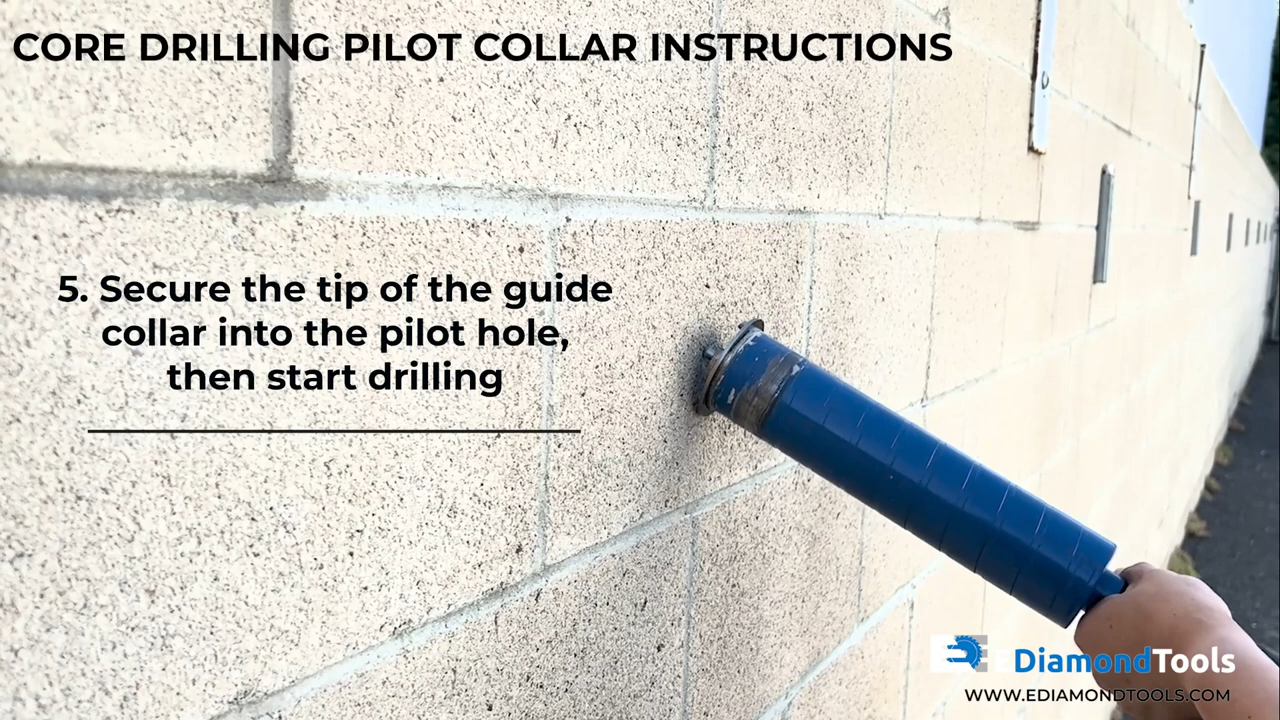 CORE DRILLING PILOT COLLAR INSTRUCTIONS
5. Secure the tip of the guide
collar into the pilot hole,
then start drilling
EDiamondTools
WWW.EDIAMONDTOOLS.COM